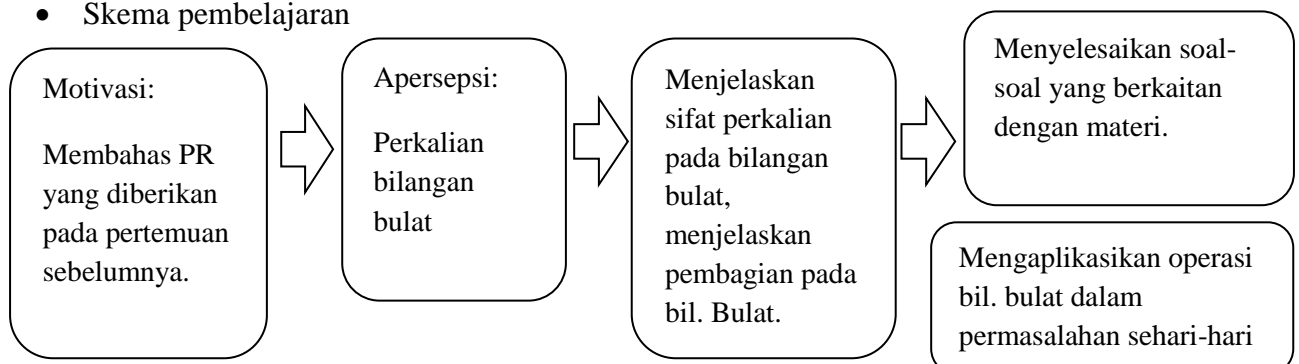 • Skema pembelajaran
Motivasi:
Membahas PR
yang diberikan
pada pertemuan
sebelumnya.
Apersepsi:
Perkalian
bilangan
bulat
Menjelaskan
sifat perkalian
pada bilangan
bulat,
menjelaskan
pembagian pada
bil. Bulat.
Menyelesaikan soal-
soal yang berkaitan
dengan materi.
Mengaplikasikan operasi
bil. bulat dalam
permasalahan sehari-hari